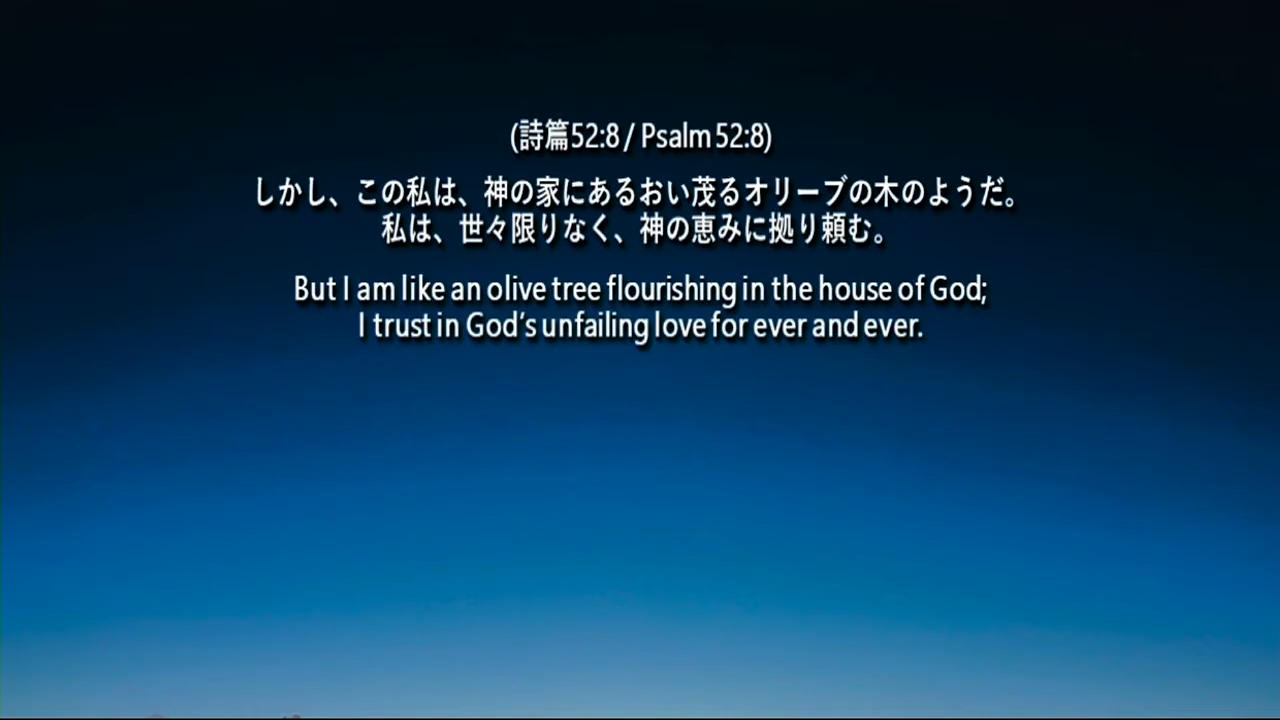 (詩篇52:8 / Psalm 52:8)
しかし、この私は、神の家にあるおい茂るオリーブの木のようだ。
私は、世々限りなく、神の恵みに拠り頼む。
But I am like an olive tree flourishing in the house of God;
I trust in God's unfailing love for ever and ever.